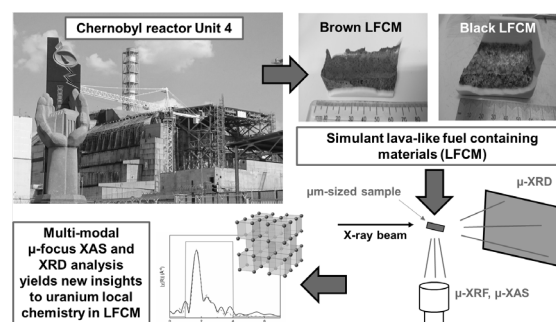 Chernobyl reactor Unit 4
Brown LFCM
Black LFCM
Simulant lava-like fuel containing
materials (LFCM)
μm-sized sample
μ-XRD
X-ray beam
μ-XRF, μ-XAS
Multi-modal
μ-focus XAS and
XRD analysis
yields new insights
to uranium local
chemistry in LFCM